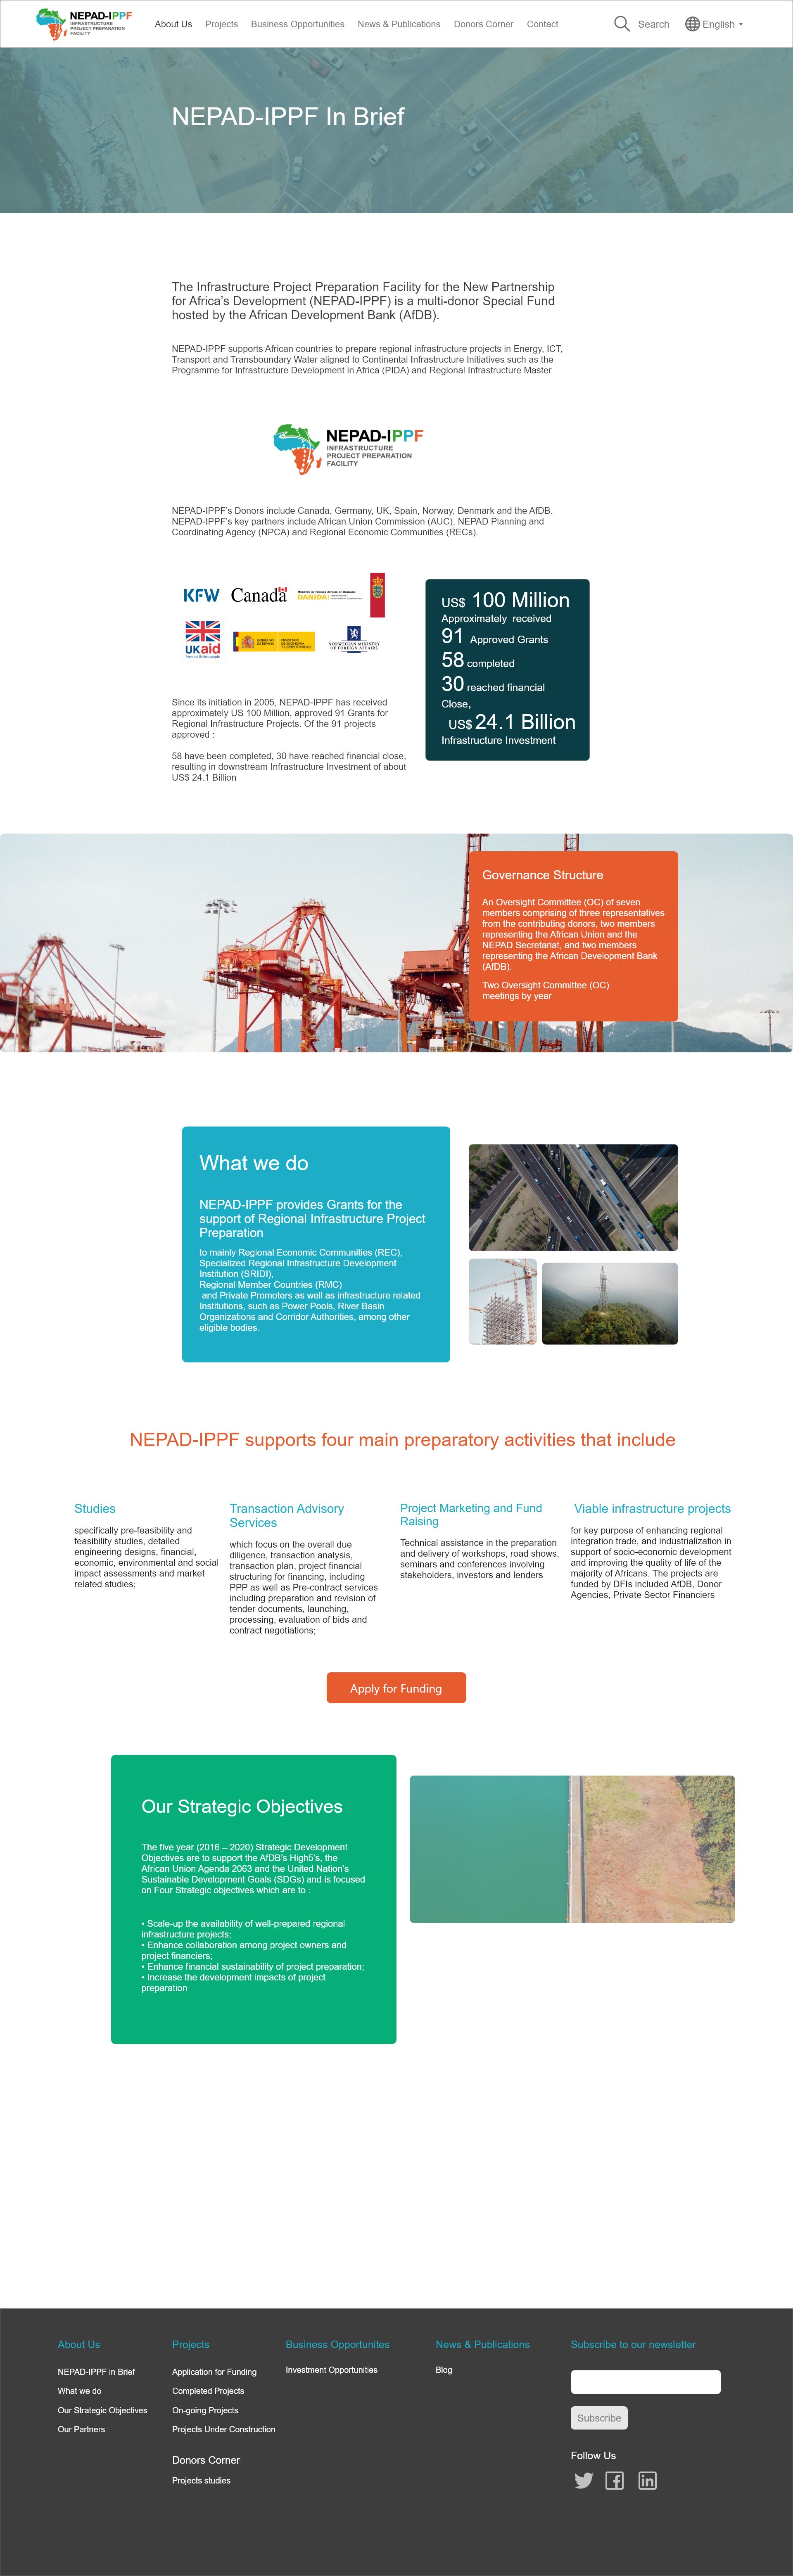 NEPAD-IPPF
INFRASTRUCTURE
PROJECT PREPARATION
FACILITY
About Us
Projects
Business Opportunities
News & Publications
Donors Corner
Contact
Search
English
NEPAD-IPPF In Brief
The Infrastructure Project Preparation Facility for the New Partnership
for Africa's Development (NEPAD-IPPF) is a multi-donor Special Fund
hosted by the African Development Bank (AfDB).
NEPAD-IPPF supports African countries to prepare regional infrastructure projects in Energy, ICT,
Transport and Transboundary Water aligned to Continental Infrastructure Initiatives such as the
Programme for Infrastructure Development in Africa (PIDA) and Regional Infrastructure Master
NEPAD-IPPF
INFRASTRUCTURE
PROJECT PREPARATION
FACILITY
NEPAD-IPPF's Donors include Canada, Germany, UK, Spain, Norway, Denmark and the AfDB.
NEPAD-IPPF's key partners include African Union Commission (AUC), NEPAD Planning and
Coordinating Agency (NPCA) and Regional Economic Communities (RECs).
KFW
Canada
MINISTRY OF FOREIGN AFFAIRS OF DENMARK
DANIDA
UKaid
from the British people
GOBIERNO
DE ESPAÑA
MINISTERIO
DE ECONOMÍA
Y COMPETITIVIDAD
NORWEGIAN MINISTRY
OF FOREIGN AFFAIRS
US$ 100 Million
Approximately received
91 Approved Grants
58 completed
30 reached financial
Close,
US$ 24.1 Billion
Infrastructure Investment
Since its initiation in 2005, NEPAD-IPPF has received
approximately US 100 Million, approved 91 Grants for
Regional Infrastructure Projects. Of the 91 projects
approved :
58 have been completed, 30 have reached financial close,
resulting in downstream Infrastructure Investment of about
US$ 24.1 Billion
Governance Structure
An Oversight Committee (OC) of seven
members comprising of three representatives
from the contributing donors, two members
representing the African Union and the
NEPAD Secretariat, and two members
representing the African Development Bank
(AfDB).
Two Oversight Committee (OC)
meetings by year
What we do
NEPAD-IPPF provides Grants for the
support of Regional Infrastructure Project
Preparation
to mainly Regional Economic Communities (REC),
Specialized Regional Infrastructure Development
Institution (SRIDI),
Regional Member Countries (RMC)
and Private Promoters as well as infrastructure related
Institutions, such as Power Pools, River Basin
Organizations and Corridor Authorities, among other
eligible bodies.
NEPAD-IPPF supports four main preparatory activities that include
Studies
specifically pre-feasibility and
feasibility studies, detailed
engineering designs, financial,
economic, environmental and social
impact assessments and market
related studies;
Transaction Advisory
Services
which focus on the overall due
diligence, transaction analysis,
transaction plan, project financial
structuring for financing, including
PPP as well as Pre-contract services
including preparation and revision of
tender documents, launching,
processing, evaluation of bids and
contract negotiations;
Project Marketing and Fund
Raising
Technical assistance in the preparation
and delivery of workshops, road shows,
seminars and conferences involving
stakeholders, investors and lenders
Viable infrastructure projects
for key purpose of enhancing regional
integration trade, and industrialization in
support of socio-economic development
and improving the quality of life of the
majority of Africans. The projects are
funded by DFIs included AfDB, Donor
Agencies, Private Sector Financiers
Apply for Funding
Our Strategic Objectives
The five year (2016 – 2020) Strategic Development
Objectives are to support the AfDB's High5's, the
African Union Agenda 2063 and the United Nation's
Sustainable Development Goals (SDGs) and is focused
on Four Strategic objectives which are to :
• Scale-up the availability of well-prepared regional
infrastructure projects;
• Enhance collaboration among project owners and
project financiers;
• Enhance financial sustainability of project preparation;
• Increase the development impacts of project
preparation
About Us
NEPAD-IPPF in Brief
What we do
Our Strategic Objectives
Our Partners
Projects
Application for Funding
Completed Projects
On-going Projects
Projects Under Construction
Donors Corner
Projects studies
Business Opportunites
Investment Opportunities
News & Publications
Blog
Subscribe to our newsletter
Subscribe
Follow Us